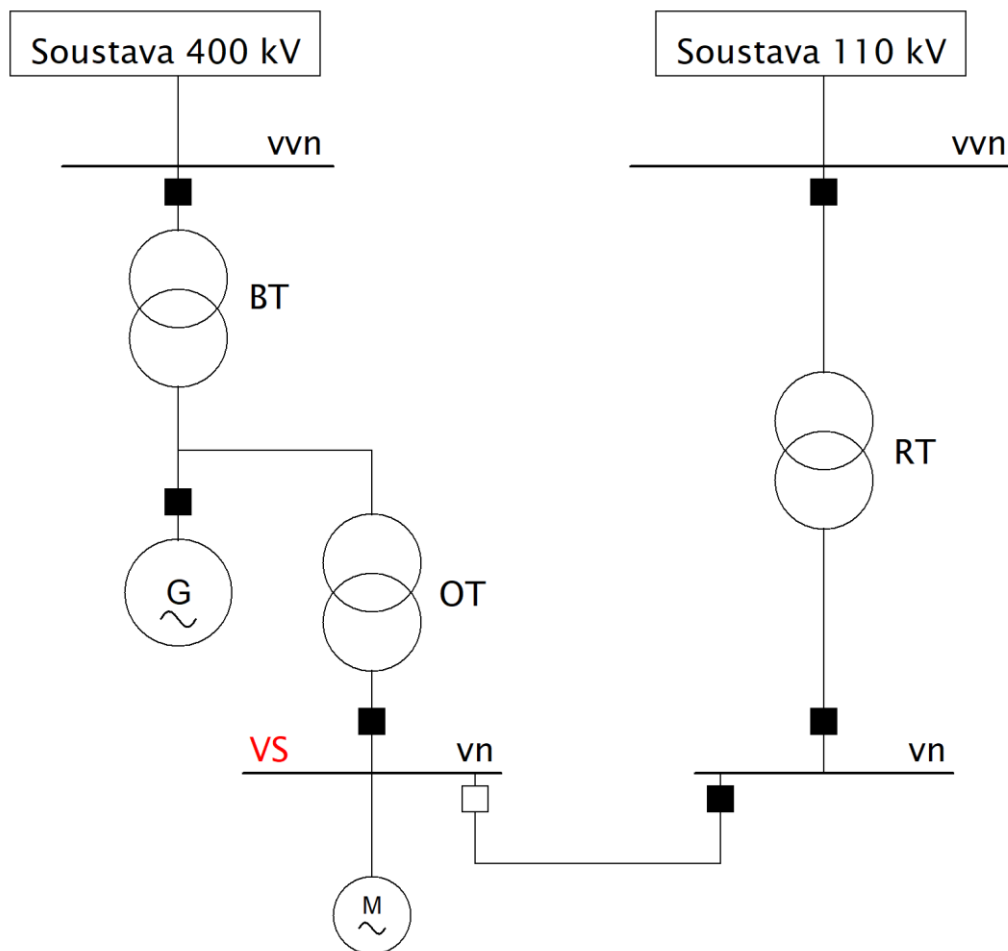 Soustava 400 kV
Soustava 110 kV
vvn
vvn
BT
RT
G
OT
VS
vn
vn
M